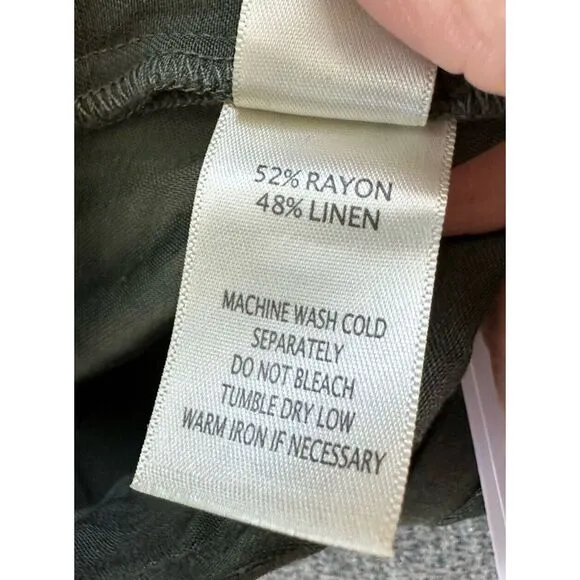 52% RAYON
48% LINEN
MACHINE WASH COLD
SEPARATELY
DO NOT BLEACH
TUMBLE DRY LOW
WARM IRON IF NECESSARY